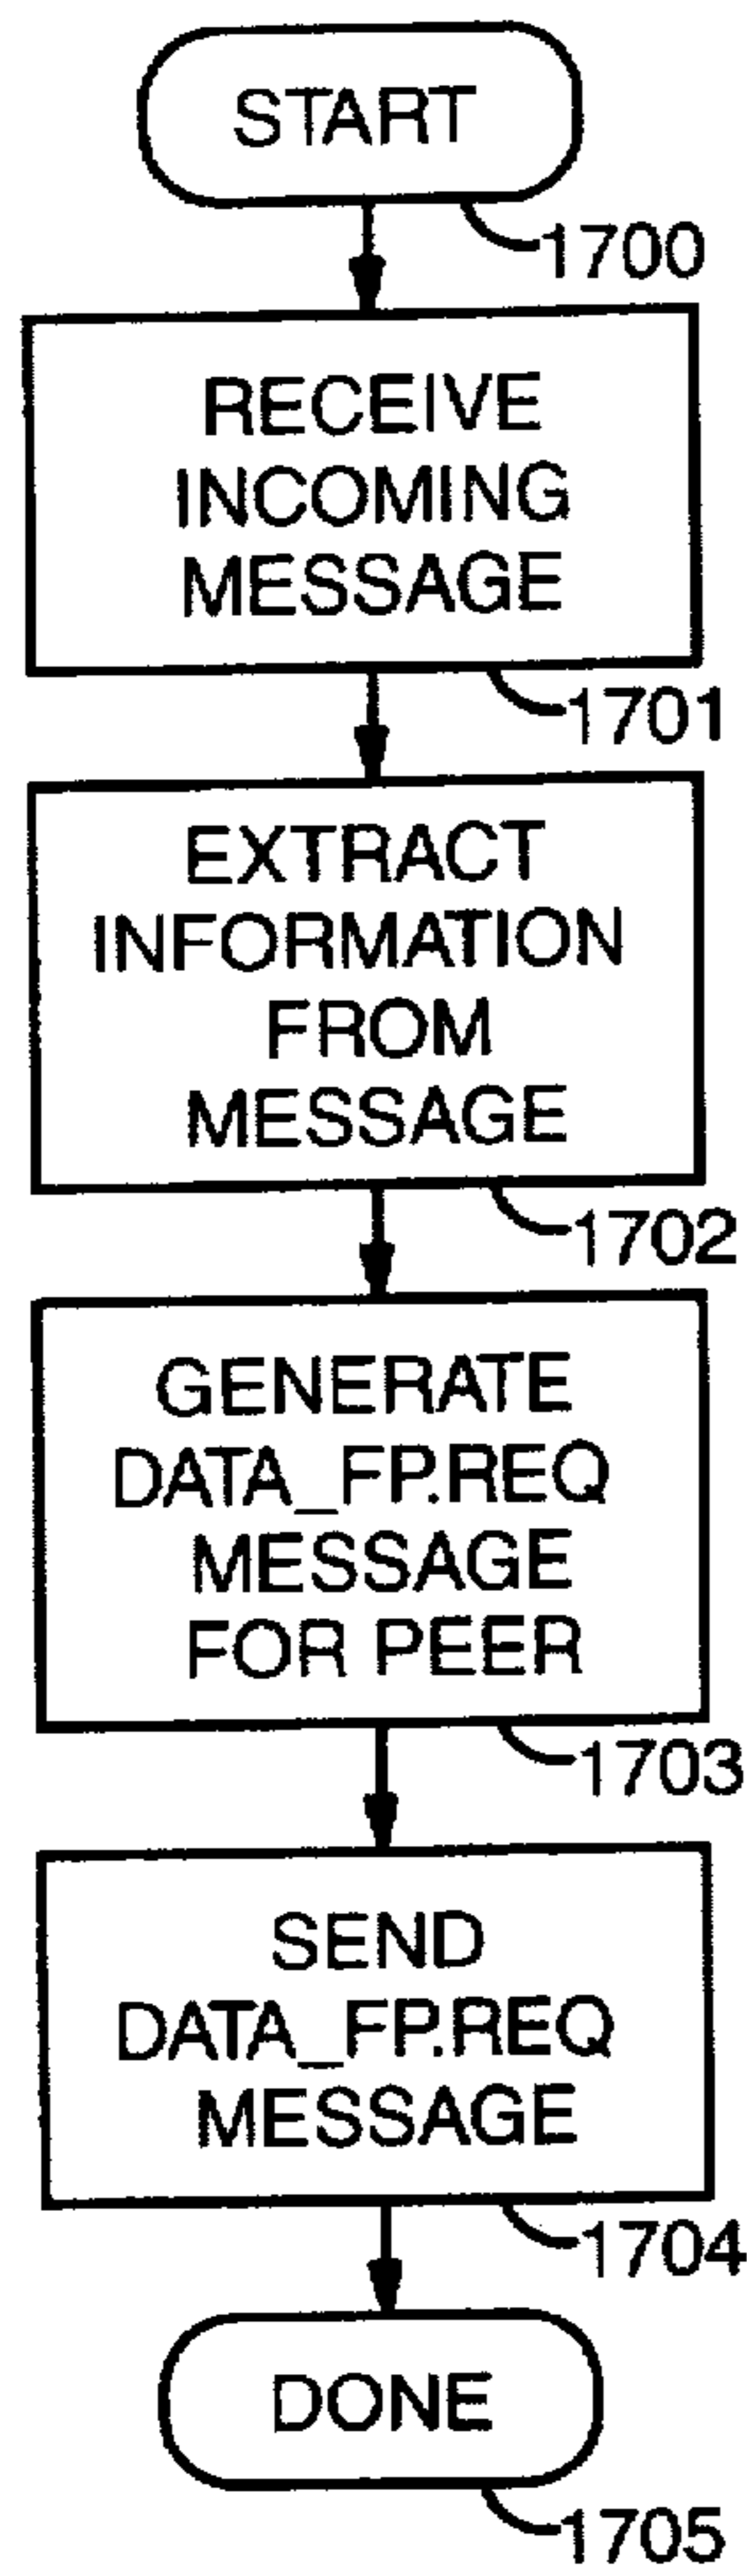 START
1700
RECEIVE
INCOMING
MESSAGE
1701
EXTRACT
INFORMATION
FROM
MESSAGE
1702
GENERATE
DATA_FP.REQ
MESSAGE
FOR PEER
1703
SEND
DATA_FP.REQ
MESSAGE
1704
DONE
1705